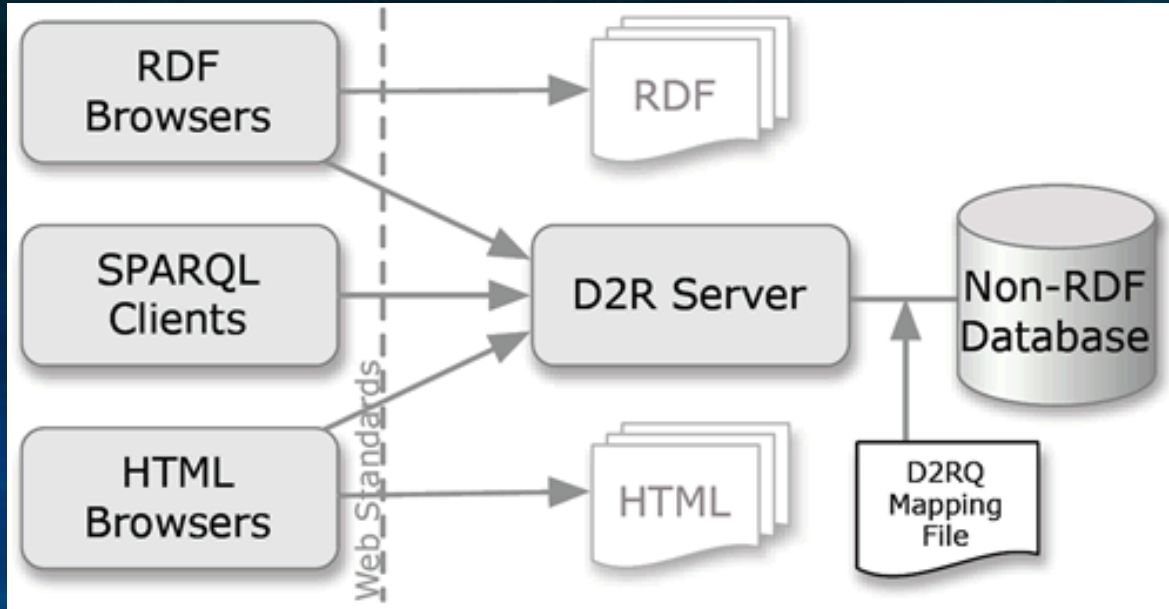 RDF
Browsers
RDF
SPARQL
Clients
D2R Server
Non-RDF
Database
HTML
Browsers
Web Standards
HTML
D2RQ
Mapping
File